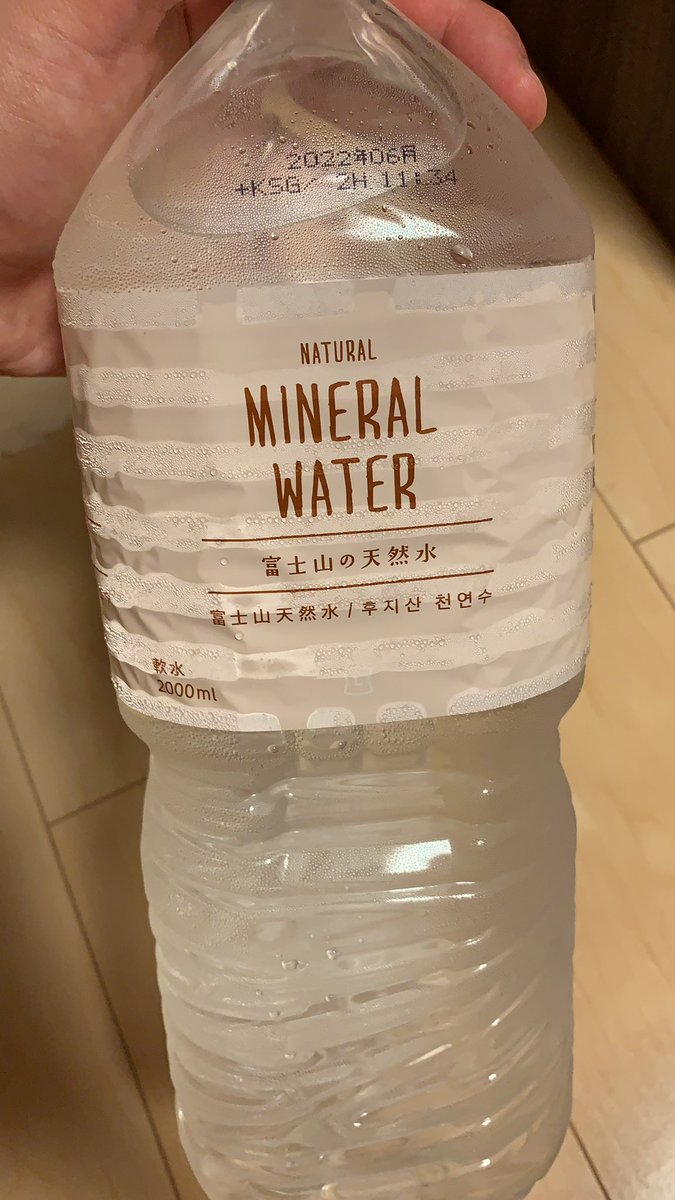 2022年06月
+KSG/ 2H 11:34
NATURAL
MINERAL
WATER
富士山の天然水
富士山天然水 / 후지산 천연수
軟水
2000ml